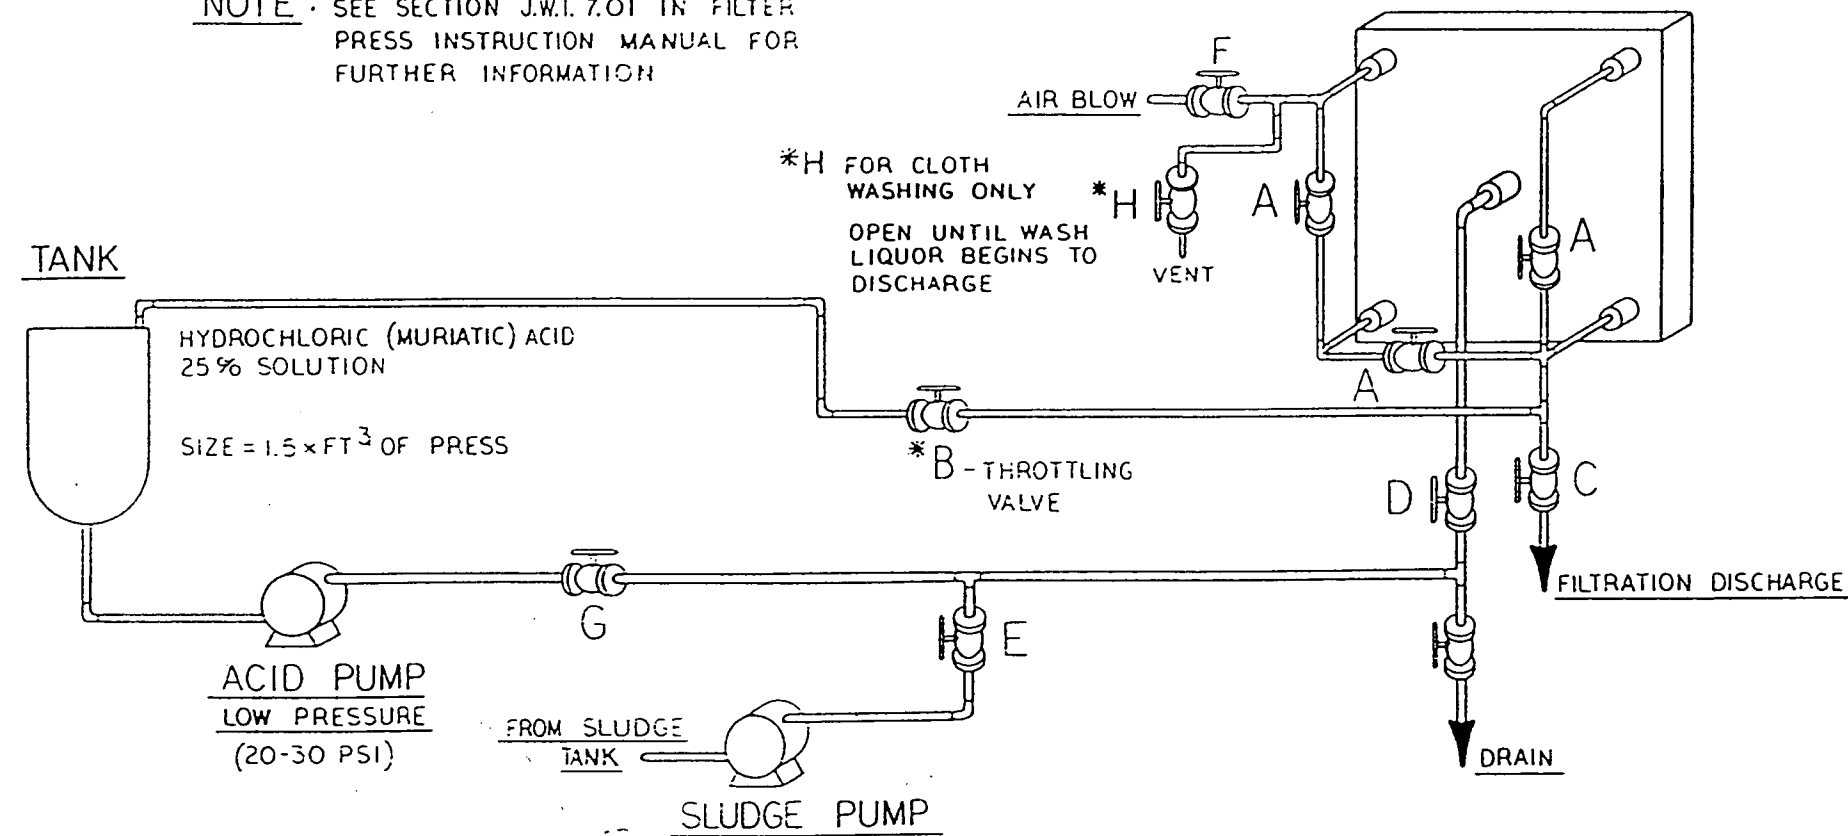 NOTE · SEE SECTION J.W.I. 7.01 IN FILTER
PRESS INSTRUCTION MANUAL FOR
FURTHER INFORMATION
F
AIR BLOW
*H FOR CLOTH
WASHING ONLY
OPEN UNTIL WASH
LIQUOR BEGINS TO
DISCHARGE
*H
VENT
A
A
A
TANK
HYDROCHLORIC (MURIATIC) ACID
25% SOLUTION
SIZE = 1.5 × FT³ OF PRESS
*B - THROTTLING
VALVE
D
C
FILTRATION DISCHARGE
G
E
ACID PUMP
LOW PRESSURE
(20-30 PSI)
FROM SLUDGE
TANK
SLUDGE PUMP
DRAIN